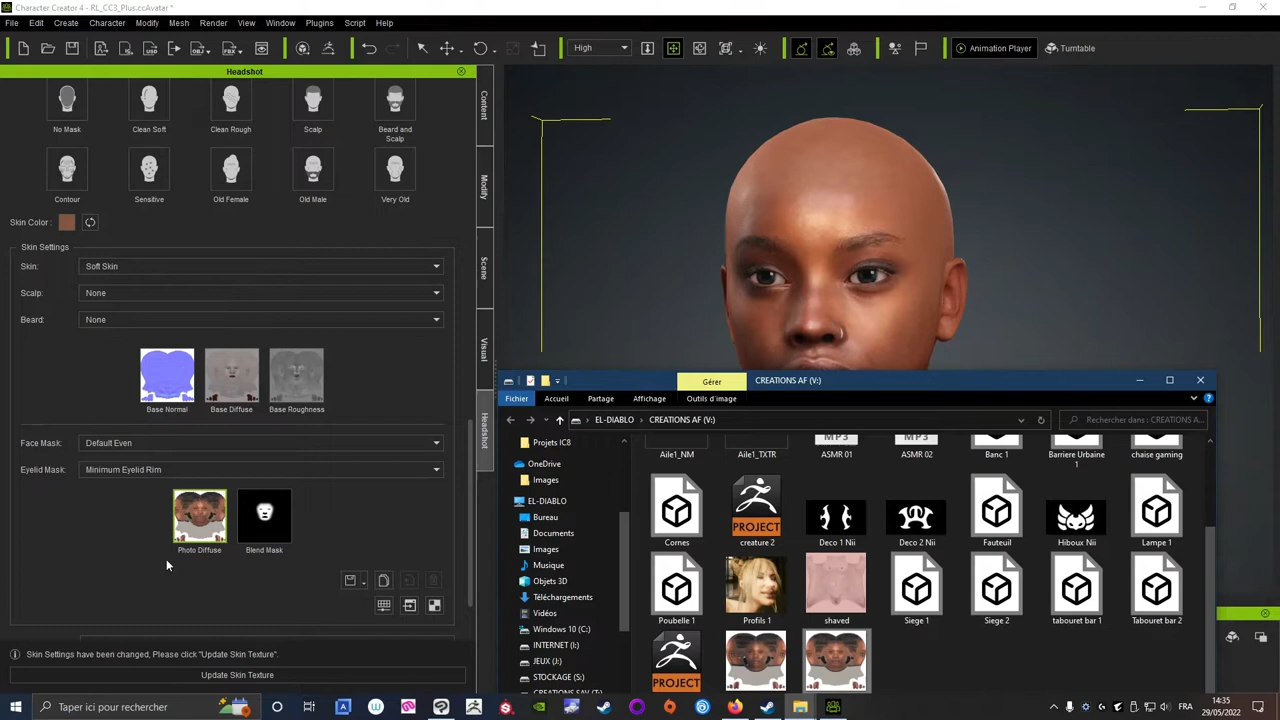 Character Creator 4 - RL_CC3_Plus.ccAvatar *
File Edit Create Character Modify Mesh Render View Window Plugins Script Help
High
Animation Player
Turntable
Headshot
Content
Modify
Scene
Visual
Headshot
No Mask Clean Soft Clean Rough Scalp Beard and Scalp
Contour Sensitive Old Female Old Male Very Old
Skin Color :
Skin Settings
Skin: Soft Skin
Scalp: None
Beard: None
Base Normal Base Diffuse Base Roughness
Face Mask: Default Even
Eyelid Mask: Minimum Eyelid Rim
Photo Diffuse Blend Mask
Skin Settings have been changed, Please click "Update Skin Texture".
Update Skin Texture
Gérer CREATIONS AF (V:)
Fichier Accueil Partage Affichage Outils d'image
EL-DIABLO > CREATIONS AF (V:)
Rechercher dans : CREATIONS A...
Projets IC8
OneDrive
Images
EL-DIABLO
Bureau
Documents
Images
Musique
Objets 3D
Téléchargements
Vidéos
Windows 10 (C:)
INTERNET (I:)
JEUX (J:)
STOCKAGE (S:)
CREATIONS SAV (T:)
MP3 MP3
Aile1_NM Aile1_TXTR ASMR 01 ASMR 02 Banc 1 Barriere Urbaine 1 chaise gaming
PROJECT
Cornes creature 2 Deco 1 Nii Deco 2 Nii Fauteuil Hiboux Nii Lampe 1
Poubelle 1 Profils 1 shaved Siege 1 Siege 2 tabouret bar 1 Tabouret bar 2
PROJECT
Taper ici pour rechercher
FRA
14:35
29/05/2022